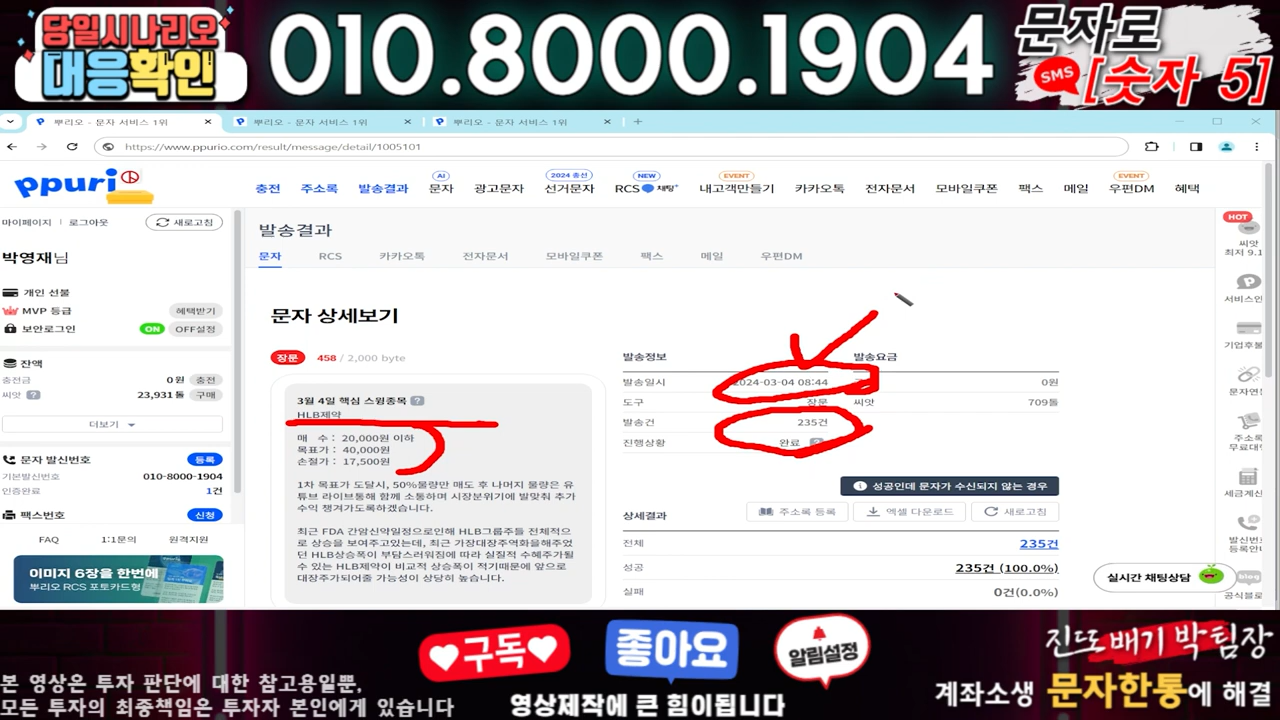 당일시나리오
대응확인
010.8000.1904
문자로
SMS [숫자 5]
뿌리오 - 문자 서비스 1위
뿌리오 - 문자 서비스 1위
뿌리오 - 문자 서비스 1위
https://www.ppurio.com/result/message/detail/1005101
ppuri
충전 주소록 발송결과 문자 광고문자 선거문자 RCS 채팅+ 내고객만들기 카카오톡 전자문서 모바일쿠폰 팩스 메일 우편DM 혜택
AI 2024 총선 NEW EVENT EVENT
마이페이지 로그아웃 새로고침
박영재님
개인 선불
MVP 등급 혜택받기
보안로그인 ON OFF설정
잔액
충전금 0원 충전
씨앗 ? 23,931톨 구매
더보기
문자 발신번호 등록
기본발신번호 010-8000-1904
인증완료 1건
팩스번호 신청
FAQ 1:1문의 원격지원
이미지 6장을 한번에
뿌리오 RCS 포토카드형
발송결과
문자 RCS 카카오톡 전자문서 모바일쿠폰 팩스 메일 우편DM
문자 상세보기
장문 458 / 2,000 byte
3월 4일 핵심 스윙종목 ?
HLB제약
매 수 : 20,000원 이하
목표가 : 40,000원
손절가 : 17,500원
1차 목표가 도달시, 50%물량만 매도 후 나머지 물량은 유
튜브 라이브통해 함께 소통하며 시장분위기에 발맞춰 추가
수익 챙겨가도록하겠습니다.
최근 FDA 간암신약일정으로인해 HLB그룹주들 전체적으
로 상승을 보여주고있는데, 최근 가장대장주역화을해주었
던 HLB상승폭이 부담스러워짐에 따라 실질적 수혜주가될
수 있는 HLB제약이 비교적 상승폭이 적기때문에 앞으로
대장주가되어줄 가능성이 상당히 높습니다.
발송정보 발송요금
발송일시 2024-03-04 08:44 0원
도구 장문 씨앗 709톨
발송건 235건
진행상황 완료 ?
성공인데 문자가 수신되지 않는 경우
상세결과 주소록 등록 엑셀 다운로드 새로고침
전체 235건
성공 235건 (100.0%)
실패 0건(0.0%)
HOT
씨앗
최저 9.1
서비스인
기업후불
문자연동
주소록
무료대행
세금계산
발신번호
등록안내
blog
공식블로
실시간 채팅상담
구독
좋아요
알림설정
영상제작에 큰 힘이됩니다
본 영상은 투자 판단에 대한 참고용일뿐,
모든 투자의 최종책임은 투자자 본인에게 있습니다
진또배기 박팀장
계좌소생 문자한통에 해결